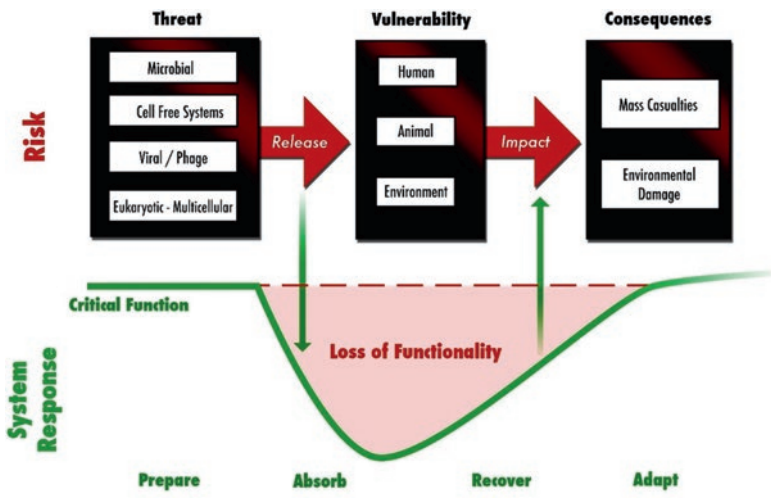 Threat
Vulnerability
Consequences
Risk
Microbial
Cell Free Systems
Viral / Phage
Eukaryotic - Multicellular
Release
Human
Animal
Environment
Impact
Mass Casualties
Environmental
Damage
Critical Function
Loss of Functionality
System
Response
Prepare
Absorb
Recover
Adapt